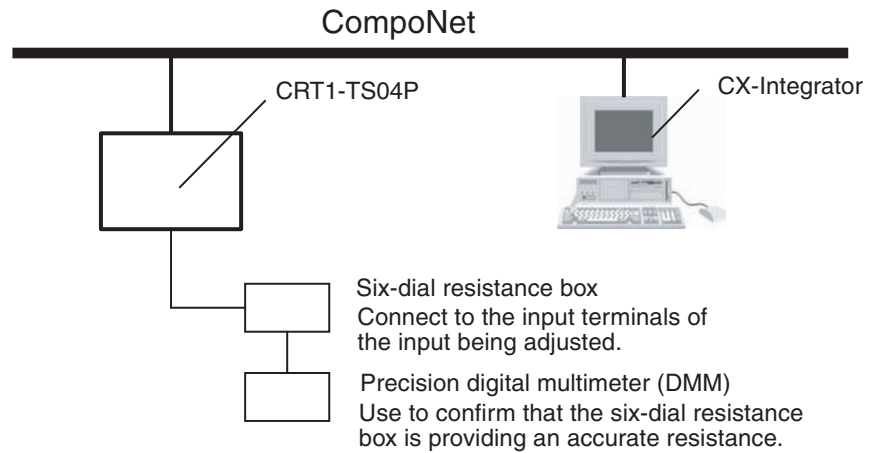 CompoNet
CRT1-TS04P
CX-Integrator
Six-dial resistance box
Connect to the input terminals of
the input being adjusted.
Precision digital multimeter (DMM)
Use to confirm that the six-dial resistance
box is providing an accurate resistance.